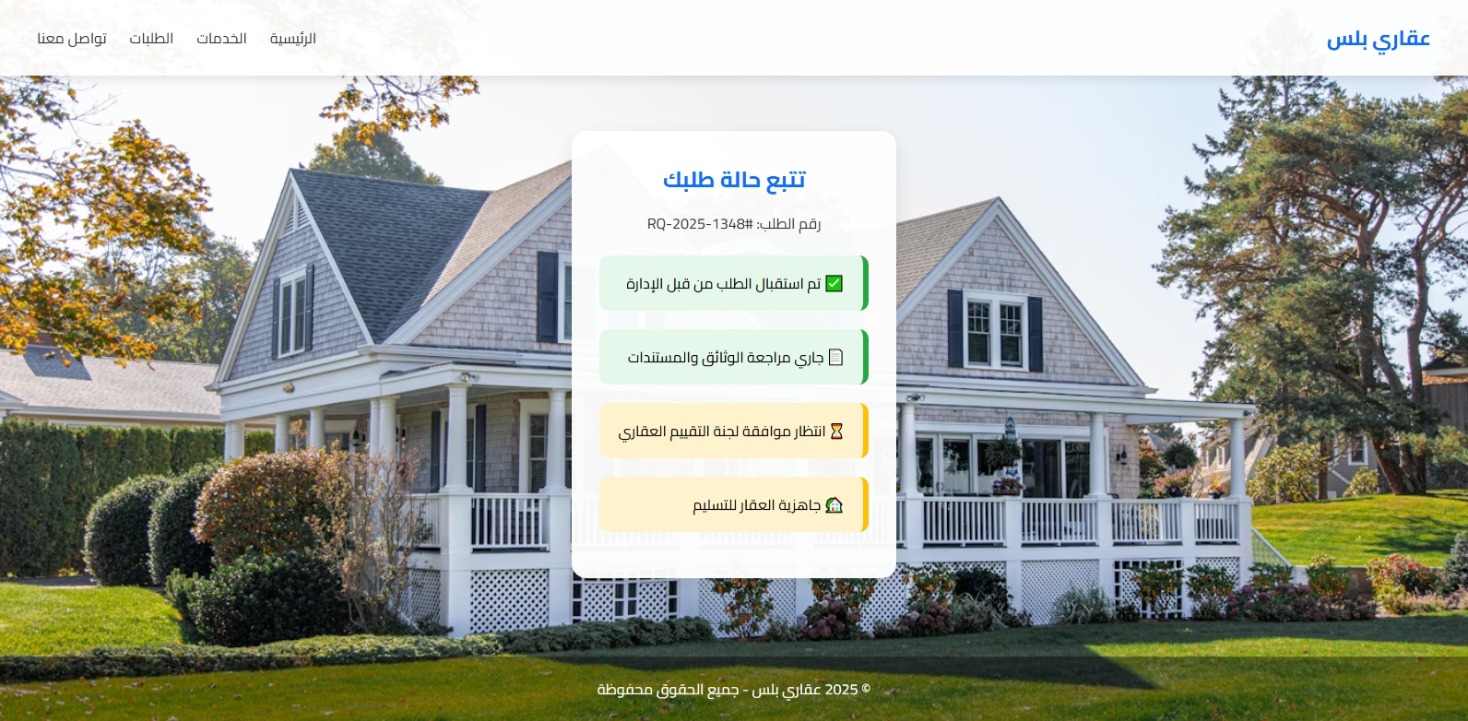 عقاري بلس
الرئيسية الخدمات الطلبات تواصل معنا
تتبع حالة طلبك
رقم الطلب: #RQ-2025-1348
✅ تم استقبال الطلب من قبل الإدارة
📄 جاري مراجعة الوثائق والمستندات
⏳ انتظار موافقة لجنة التقييم العقاري
🏠 جاهزية العقار للتسليم
© 2025 عقاري بلس - جميع الحقوق محفوظة